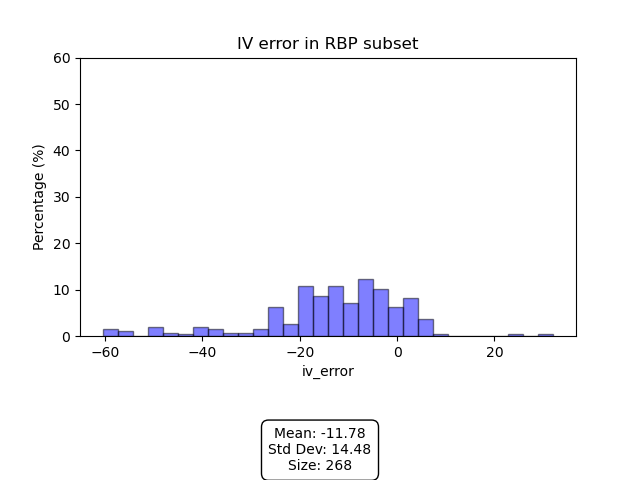 IV error in RBP subset
60
50
40
30
20
10
0
Percentage (%)
−60
−40
−20
0
20
iv_error
Mean: -11.78
Std Dev: 14.48
Size: 268